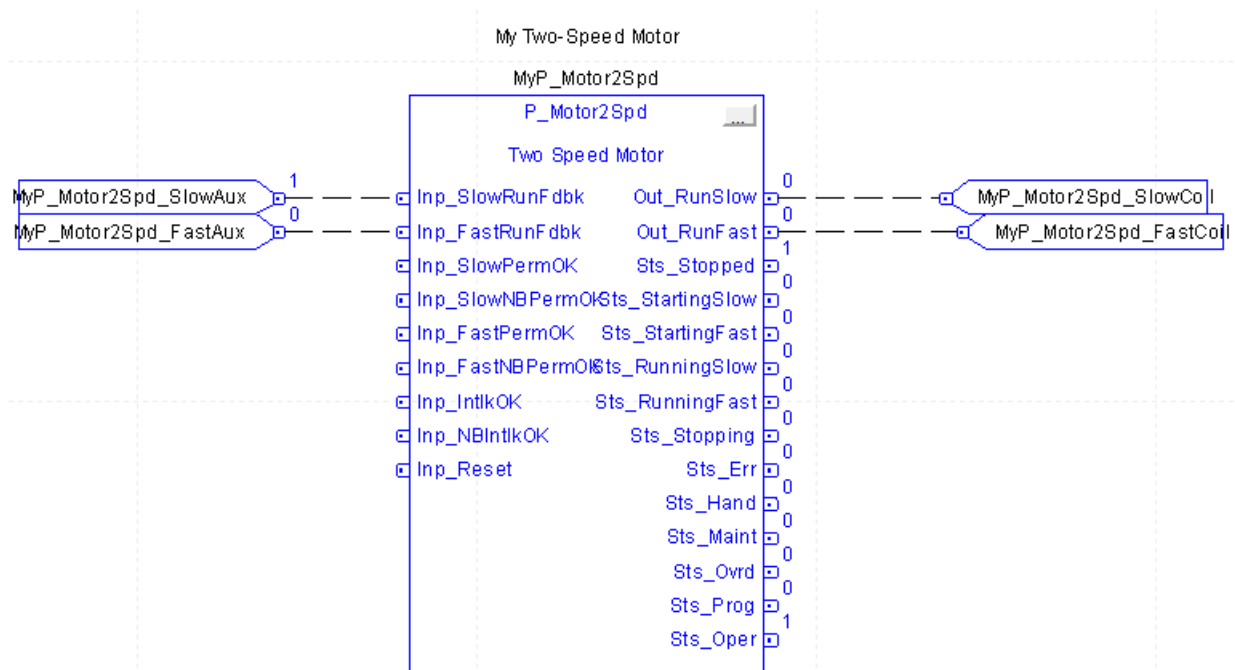 My Two-Speed Motor
MyP_Motor2Spd
P_Motor2Spd ...
Two Speed Motor
MyP_Motor2Spd_SlowAux 1 Inp_SlowRunFdbk Out_RunSlow 0 MyP_Motor2Spd_SlowCoil
MyP_Motor2Spd_FastAux 0 Inp_FastRunFdbk Out_RunFast 0 MyP_Motor2Spd_FastCoil
Inp_SlowPermOK Sts_Stopped 1
Inp_SlowNBPermOK Sts_StartingSlow 0
Inp_FastPermOK Sts_StartingFast 0
Inp_FastNBPermOK Sts_RunningSlow 0
Inp_IntlkOK Sts_RunningFast 0
Inp_NBIntlkOK Sts_Stopping 0
Inp_Reset Sts_Err 0
Sts_Hand 0
Sts_Maint 0
Sts_Ovrd 0
Sts_Prog 0
Sts_Oper 1